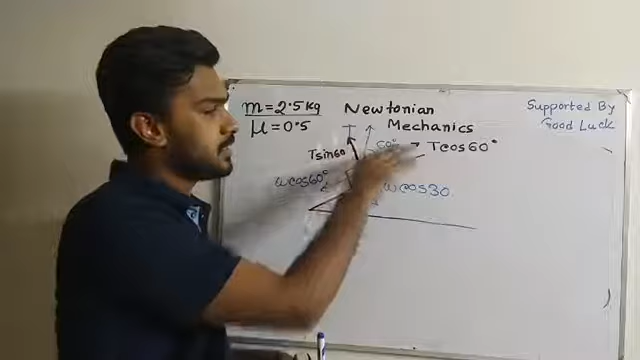 m = 2.5 kg
μ = 0.5
Newtonian
Mechanics
Supported By
Good Luck
T
Tsin60
60°
Tcos60°
wcos60°
wcos30